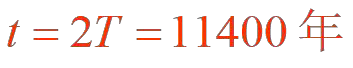 t = 2T = 11400 年